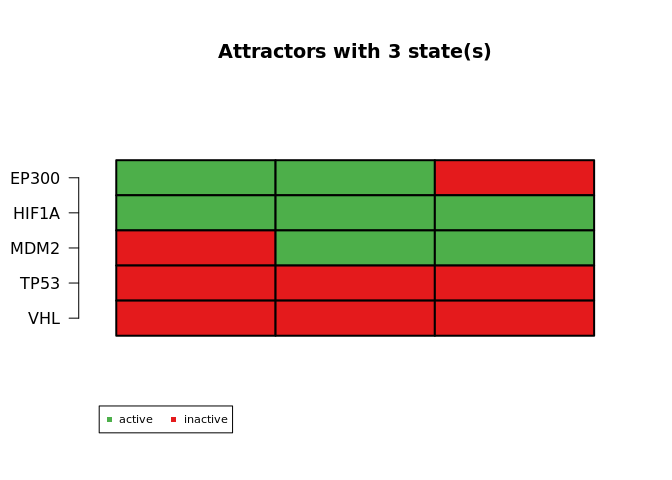 Attractors with 3 state(s)
EP300
HIF1A
MDM2
TP53
VHL
active inactive